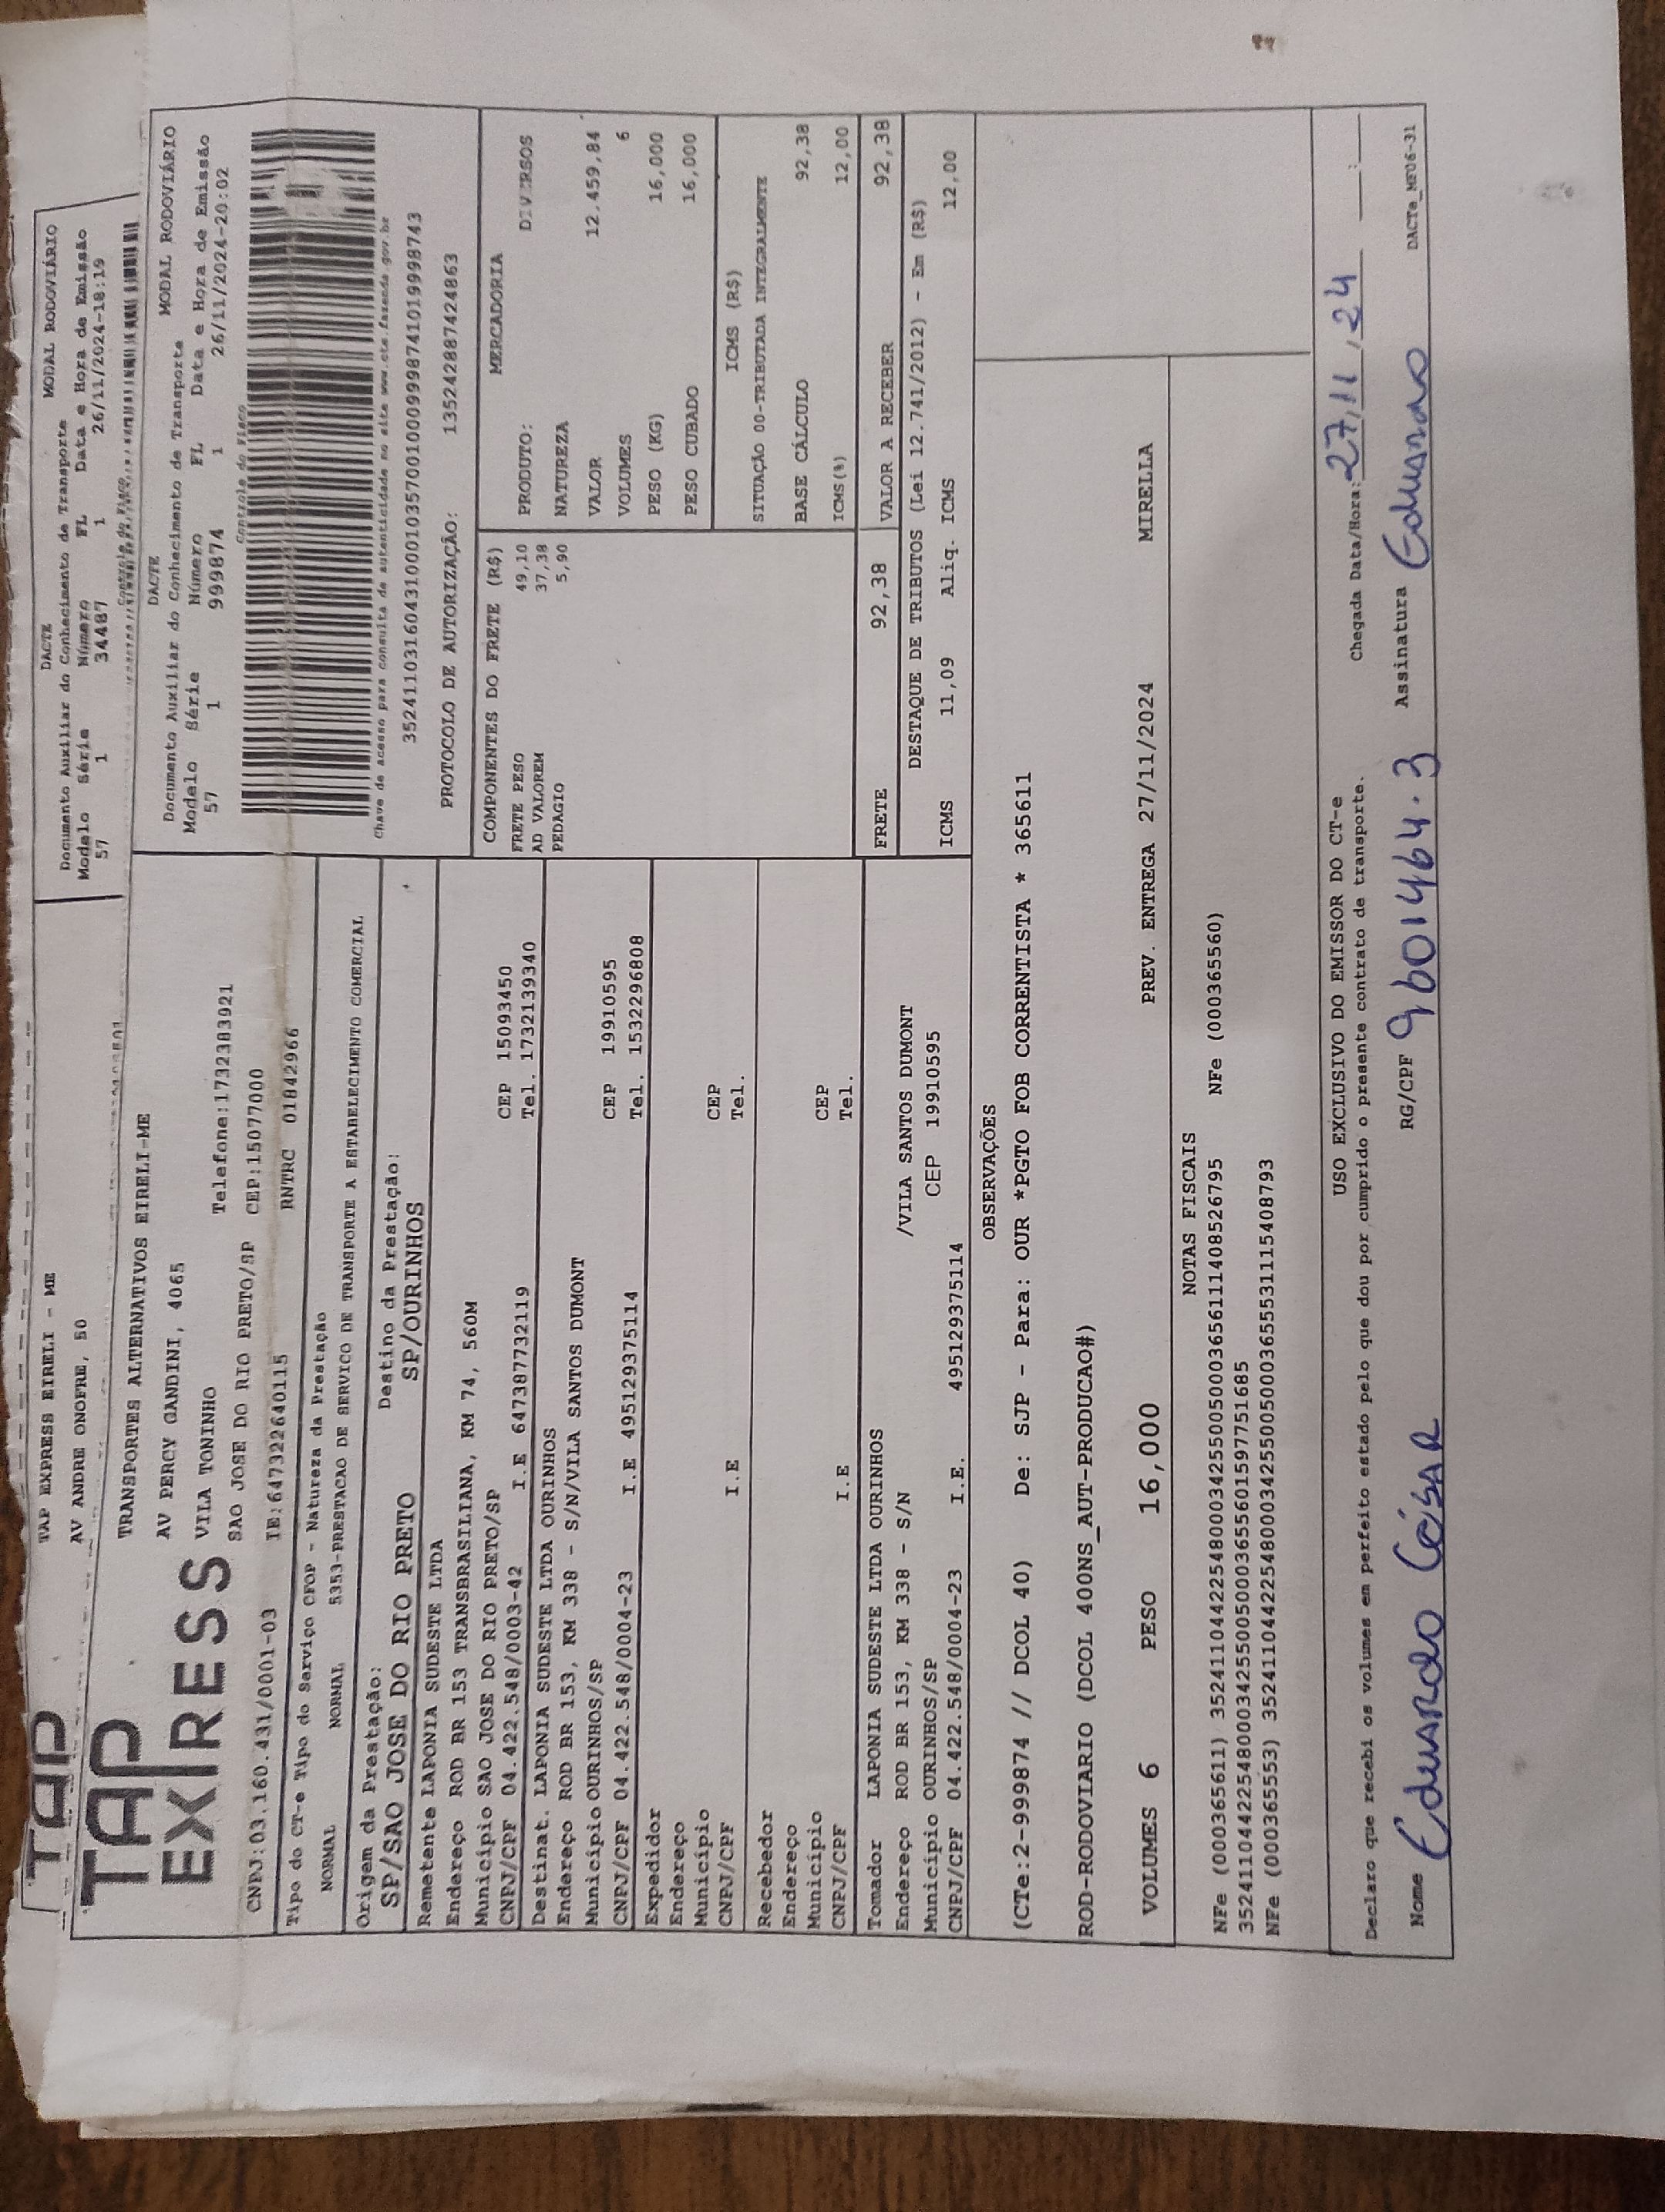 TAP
TAP EXPRESS EIRELI - ME
AV ANDRE ONOFRE, 50
DACTE
MODAL RODOVIÁRIO
Documento Auxiliar do Conhecimento de Transporte
Modelo Série Número FL Data e Hora de Emissão
57 1 34487 1 26/11/2024-18:19
Controle do Fisco
TAP
EXPRESS
TRANSPORTES ALTERNATIVOS EIRELI-ME
AV PERCY GANDINI, 4065
VILA TONINHO
Telefone:1732383921
SAO JOSE DO RIO PRETO/SP CEP:15077000
CNPJ:03.160.431/0001-03 IE:647322640115 RNTRC 01842966
DACTE
MODAL RODOVIÁRIO
Documento Auxiliar do Conhecimento de Transporte
Modelo Série Número FL Data e Hora de Emissão
57 1 999874 1 26/11/2024-20:02
Controle do Fisco
Chave de acesso para consulta de autenticidade no site www.cte.fazenda.gov.br
35241103160431000103570010009998741019998743
PROTOCOLO DE AUTORIZAÇÃO: 135242887424863
Tipo do CT-e Tipo do Serviço CFOP - Natureza da Prestação
NORMAL NORMAL 5353-PRESTACAO DE SERVICO DE TRANSPORTE A ESTABELECIMENTO COMERCIAL
Origem da Prestação: Destino da Prestação:
SP/SAO JOSE DO RIO PRETO SP/OURINHOS
Remetente LAPONIA SUDESTE LTDA
Endereço ROD BR 153 TRANSBRASILIANA, KM 74, 560M
Município SAO JOSE DO RIO PRETO/SP CEP 15093450
CNPJ/CPF 04.422.548/0003-42 I.E 647387732119 Tel. 1732139340
Destinat. LAPONIA SUDESTE LTDA OURINHOS
Endereço ROD BR 153, KM 338 - S/N/VILA SANTOS DUMONT
Município OURINHOS/SP CEP 19910595
CNPJ/CPF 04.422.548/0004-23 I.E 495129375114 Tel. 1532296808
Expedidor
Endereço
Município CEP
CNPJ/CPF I.E Tel.
Recebedor
Endereço
Município CEP
CNPJ/CPF I.E Tel.
Tomador LAPONIA SUDESTE LTDA OURINHOS
Endereço ROD BR 153, KM 338 - S/N /VILA SANTOS DUMONT
Município OURINHOS/SP CEP 19910595
CNPJ/CPF 04.422.548/0004-23 I.E. 495129375114
COMPONENTES DO FRETE (R$)
FRETE PESO 49,10
AD VALOREM 37,38
PEDAGIO 5,90
MERCADORIA
PRODUTO: DIVERSOS
NATUREZA
VALOR 12.459,84
VOLUMES 6
PESO (KG) 16,000
PESO CUBADO 16,000
ICMS (R$)
SITUAÇÃO 00-TRIBUTADA INTEGRALMENTE
BASE CÁLCULO 92,38
ICMS(%) 12,00
FRETE 92,38 VALOR A RECEBER 92,38
DESTAQUE DE TRIBUTOS (Lei 12.741/2012) - Em (R$)
ICMS 11,09 Aliq. ICMS 12,00
OBSERVAÇÕES
(CTe:2-999874 // DCOL 40) De: SJP - Para: OUR *PGTO FOB CORRENTISTA * 365611
ROD-RODOVIARIO (DCOL 400NS_AUT-PRODUCAO#)
VOLUMES 6 PESO 16,000 PREV. ENTREGA 27/11/2024 MIRELLA
NOTAS FISCAIS
NFe (000365611) 35241104422548000342550050003656111408526795 NFe (000365560)
35241104422548000342550050003655601597751685
NFe (000365553) 35241104422548000342550050003655531115408793
USO EXCLUSIVO DO EMISSOR DO CT-e
Declaro que recebi os volumes em perfeito estado pelo que dou por cumprido o presente contrato de transporte. Chegada Data/Hora: 27/11/24 :
Nome Eduardo César RG/CPF 9601464.3 Assinatura Eduardo
DACTe_MF06-31